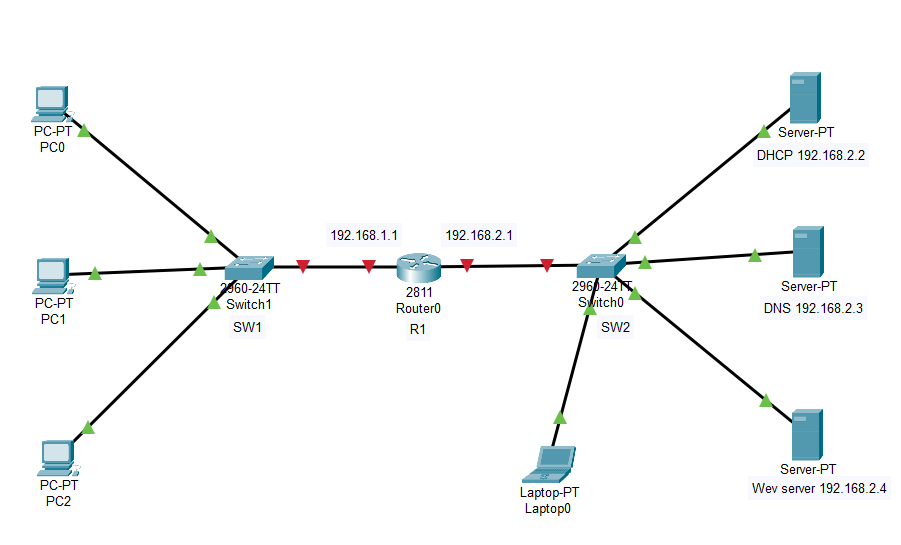 PC-PT
PC0
Server-PT
DHCP 192.168.2.2
192.168.1.1
192.168.2.1
PC-PT
PC1
2960-24TT
Switch1
SW1
2811
Router0
R1
2960-24TT
Switch0
SW2
Server-PT
DNS 192.168.2.3
PC-PT
PC2
Laptop-PT
Laptop0
Server-PT
Wev server 192.168.2.4